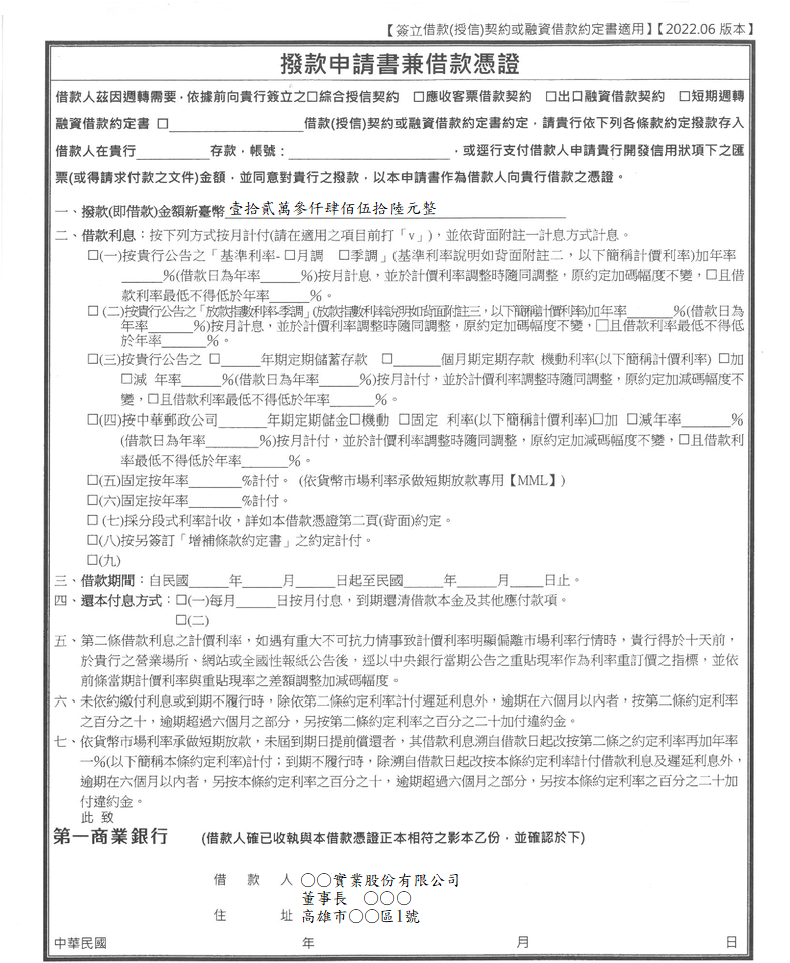 【簽立借款(授信)契約或融資借款約定書適用】【2022.06 版本】
撥款申請書兼借款憑證
借款人茲因週轉需要，依據前向貴行簽立之□綜合授信契約　□應收客票借款契約　□出口融資借款契約　□短期週轉
融資借款約定書 □____________________借款(授信)契約或融資借款約定書約定，請貴行依下列各條款約定撥款存入
借款人在貴行___________存款，帳號：________________________，或逕行支付借款人申請貴行開發信用狀項下之匯
票(或得請求付款之文件)金額，並同意對貴行之撥款，以本申請書作為借款人向貴行借款之憑證。
一、撥款(即借款)金額新臺幣壹拾貳萬參仟肆佰伍拾陸元整
二、借款利息：按下列方式按月計付(請在適用之項目前打「v」)，並依背面附註一計息方式計息。
□(一)按貴行公告之「基準利率- □月調　□季調」(基準利率說明如背面附註二，以下簡稱計價利率)加年率
______%(借款日為年率______%)按月計息，並於計價利率調整時隨同調整，原約定加碼幅度不變，□且借
款利率最低不得低於年率______%。
□ (二)按貴行公告之「放款指數利率-季調」(放款指數利率說明如背面附註三，以下簡稱計價利率)加年率______%(借款日為
年率______%)按月計息，並於計價利率調整時隨同調整，原約定加碼幅度不變，□且借款利率最低不得低
於年率______%。
□(三)按貴行公告之 □______年期定期儲蓄存款　□______個月期定期存款 機動利率(以下簡稱計價利率) □加
□減 年率______%(借款日為年率______%)按月計付，並於計價利率調整時隨同調整，原約定加減碼幅度不
變，□且借款利率最低不得低於年率______%。
□(四)按中華郵政公司______年期定期儲金□機動 □固定 利率(以下簡稱計價利率)□加 □減年率______%
(借款日為年率______%)按月計付，並於計價利率調整時隨同調整，原約定加減碼幅度不變，□且借款利
率最低不得低於年率______%。
□(五)固定按年率______%計付。 (依貨幣市場利率承做短期放款專用【MML】)
□(六)固定按年率______%計付。
□ (七)採分段式利率計收，詳如本借款憑證第二頁(背面)約定。
□(八)按另簽訂「增補條款約定書」之約定計付。
□(九)
三、借款期間：自民國______年______月______日起至民國______年______月_____日止。
四、還本付息方式：□(一)每月______日按月付息，到期還清借款本金及其他應付款項。
□(二)
五、第二條借款利息之計價利率，如遇有重大不可抗力情事致計價利率明顯偏離市場利率行情時，貴行得於十天前，
於貴行之營業場所、網站或全國性報紙公告後，逕以中央銀行當期公告之重貼現率作為利率重訂價之指標，並依
前條當期計價利率與重貼現率之差額調整加減碼幅度。
六、未依約繳付利息或到期不履行時，除依第二條約定利率計付遲延利息外，逾期在六個月以內者，按第二條約定利率
之百分之十，逾期超過六個月之部分，另按第二條約定利率之百分之二十加付違約金。
七、依貨幣市場利率承做短期放款，未屆到期日提前償還者，其借款利息溯自借款日起改按第二條之約定利率再加年率
一%(以下簡稱本條約定利率)計付；到期不履行時，除溯自借款日起改按本條約定利率計付借款利息及遲延利息外，
逾期在六個月以內者，另按本條約定利率之百分之十，逾期超過六個月之部分，另按本條約定利率之百分之二十加
付違約金。
此 致
第一商業銀行　(借款人確已收執與本借款憑證正本相符之影本乙份，並確認於下)
借　款　人 ○○實業股份有限公司
董事長　○○○
住　　　址 高雄市○○區1號
中華民國　　　年　　　月　　　日